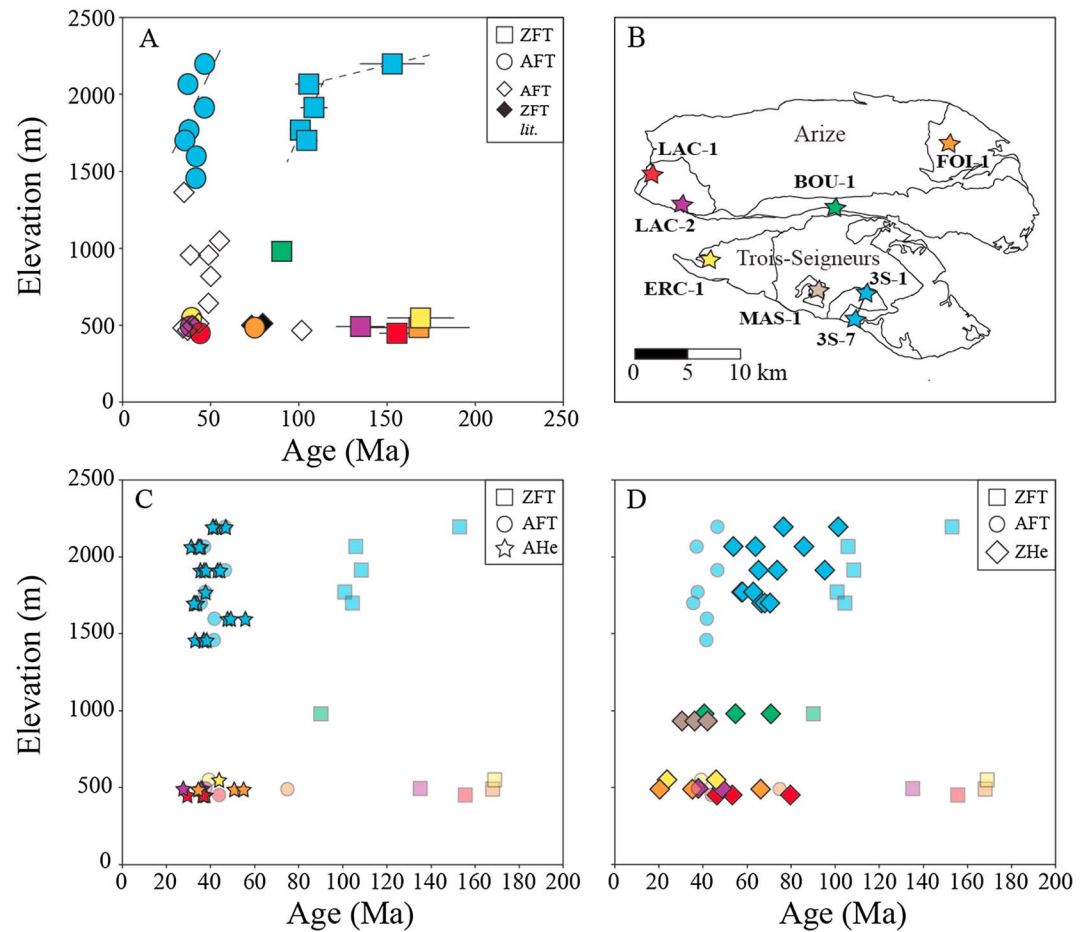 A
2500
2000
1500
1000
500
0
0
50
100
150
200
250
Elevation (m)
Age (Ma)
ZFT
AFT
AFT
ZFT
lit.
B
Arize
LAC-1
FOI-1
BOU-1
LAC-2
Trois-Seigneurs
3S-1
ERC-1
MAS-1
3S-7
0 5 10 km
C
2500
2000
1500
1000
500
0
0 20 40 60 80 100 120 140 160 180 200
Elevation (m)
Age (Ma)
ZFT
AFT
AHe
D
0 20 40 60 80 100 120 140 160 180 200
Age (Ma)
ZFT
AFT
ZHe